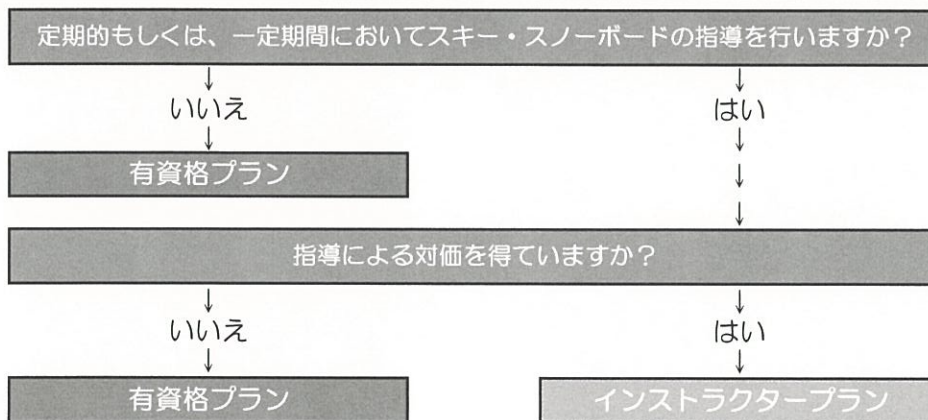 定期的もしくは、一定期間においてスキー・スノーボードの指導を行いますか？
いいえ
はい
有資格プラン
指導による対価を得ていますか？
いいえ
はい
有資格プラン
インストラクタープラン